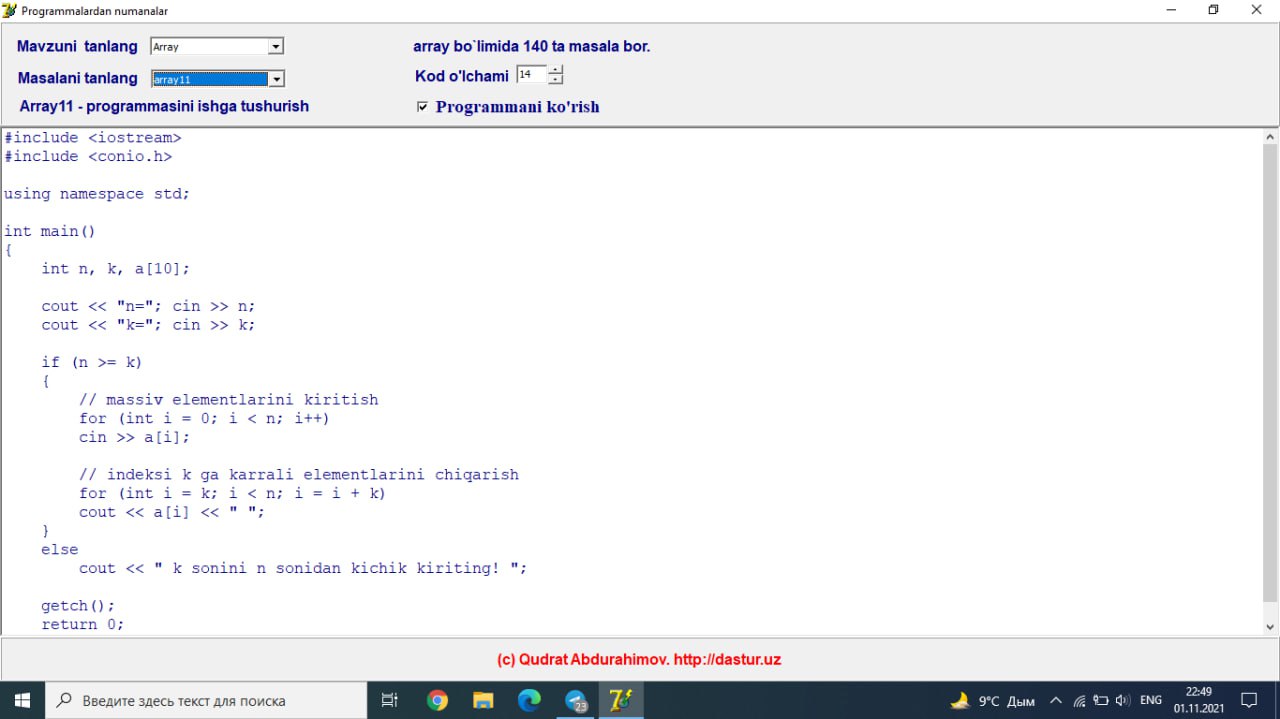 Programmalardan numanalar
Mavzuni tanlang Array array bo`limida 140 ta masala bor.
Masalani tanlang array11 Kod o'lchami 14
Array11 - programmasini ishga tushurish Programmani ko'rish
#include <iostream>
#include <conio.h>
using namespace std;
int main()
{
int n, k, a[10];
cout << "n="; cin >> n;
cout << "k="; cin >> k;
if (n >= k)
{
// massiv elementlarini kiritish
for (int i = 0; i < n; i++)
cin >> a[i];
// indeksi k ga karrali elementlarini chiqarish
for (int i = k; i < n; i = i + k)
cout << a[i] << " ";
}
else
cout << " k sonini n sonidan kichik kiriting! ";
getch();
return 0;
(c) Qudrat Abdurahimov. http://dastur.uz
Введите здесь текст для поиска 23 9°C Дым ENG 22:49
01.11.2021